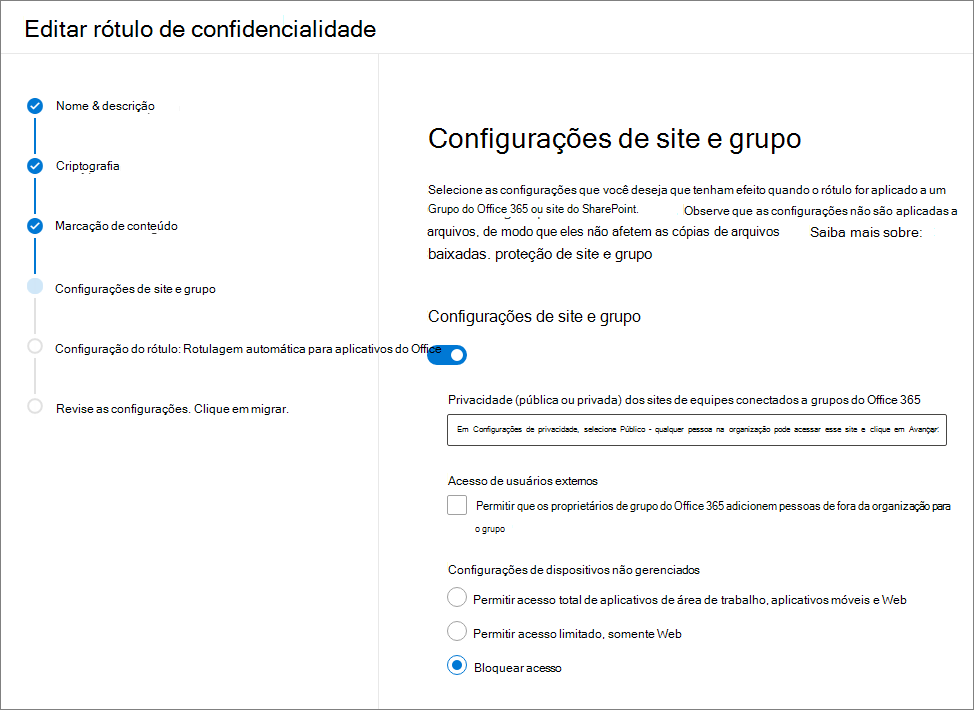 Editar rótulo de confidencialidade
Nome & descrição
Criptografia
Marcação de conteúdo
Configurações de site e grupo
Configuração do rótulo: Rotulagem automática para aplicativos do Office
Revise as configurações. Clique em migrar.
Configurações de site e grupo
Selecione as configurações que você deseja que tenham efeito quando o rótulo for aplicado a um
Grupo do Office 365 ou site do SharePoint. Observe que as configurações não são aplicadas a
arquivos, de modo que eles não afetem as cópias de arquivos Saiba mais sobre:
baixadas. proteção de site e grupo
Configurações de site e grupo
Privacidade (pública ou privada) dos sites de equipes conectados a grupos do Office 365
Em Configurações de privacidade, selecione Público - qualquer pessoa na organização pode acessar esse site e clique em Avançar.
Acesso de usuários externos
Permitir que os proprietários de grupo do Office 365 adicionem pessoas de fora da organização para
o grupo
Configurações de dispositivos não gerenciados
Permitir acesso total de aplicativos de área de trabalho, aplicativos móveis e Web
Permitir acesso limitado, somente Web
Bloquear acesso